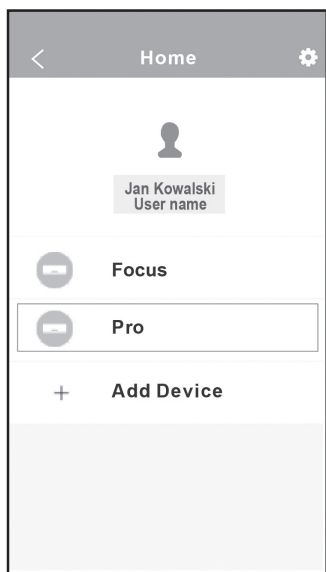 Home
Jan Kowalski
User name
Focus
Pro
+ Add Device